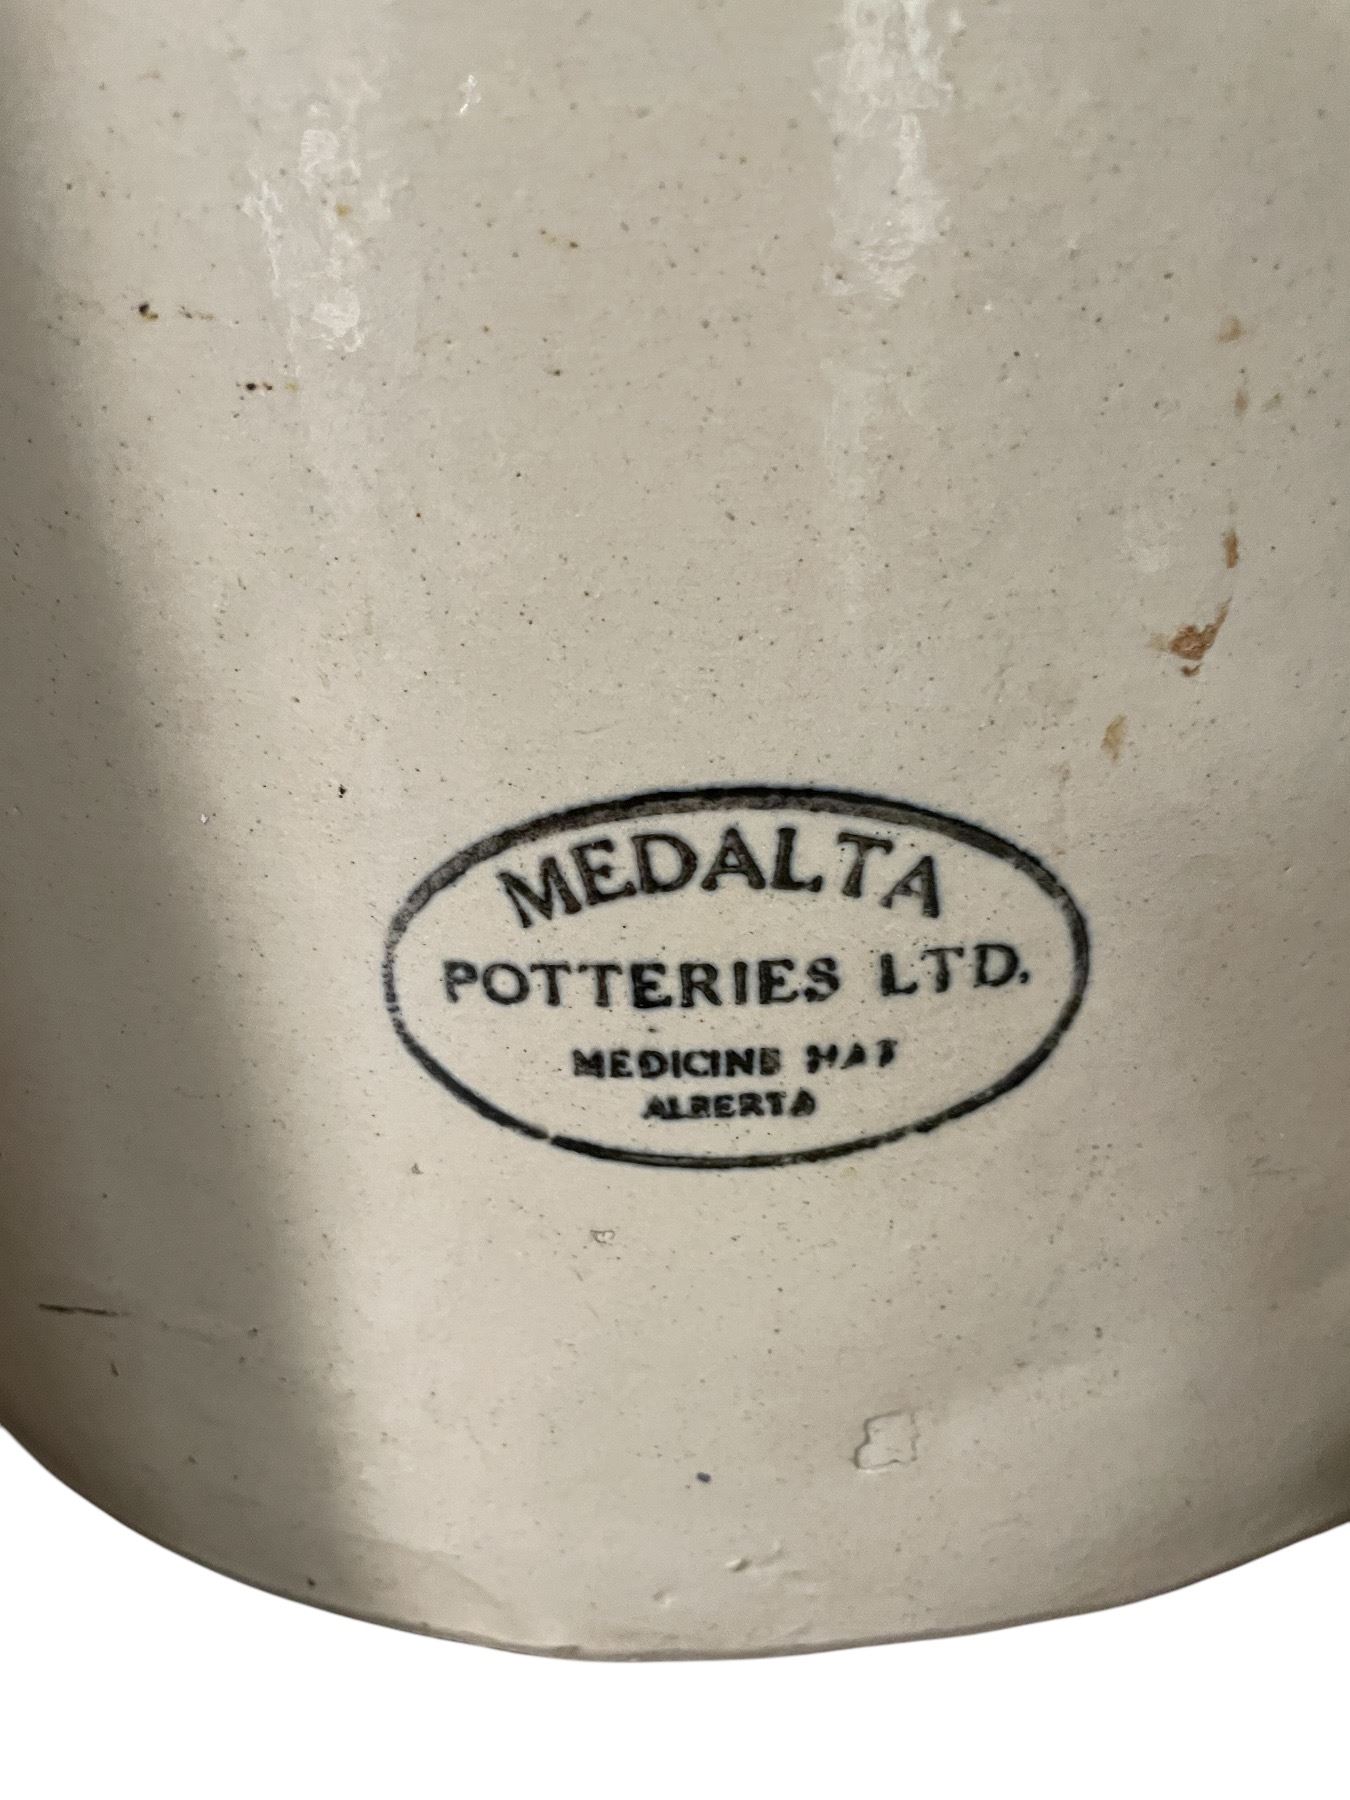 MEDALTA
POTTERIES LTD.
MEDICINE HAT
ALBERTA